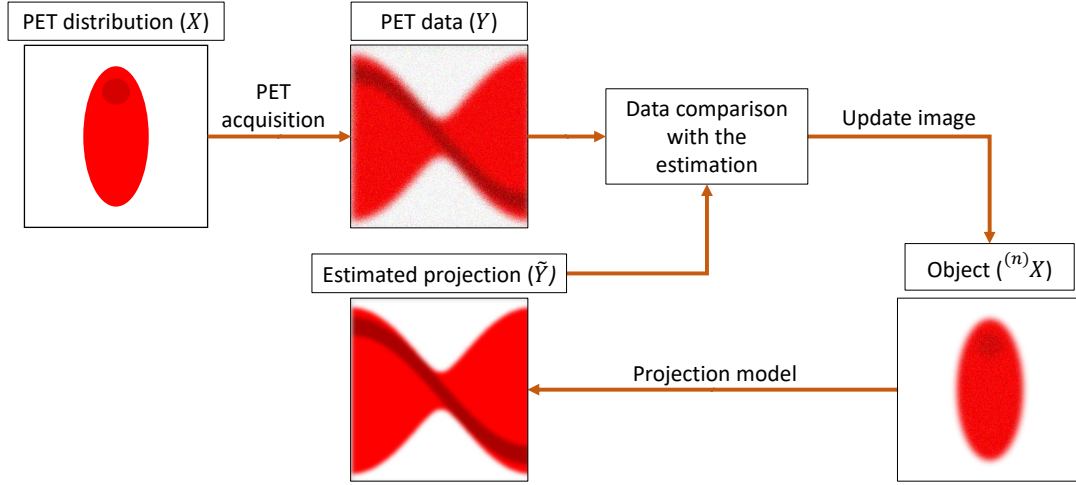 PET distribution (X)
PET data (Y)
PET
acquisition
Data comparison
with the
estimation
Update image
Estimated projection (Ỹ)
Object (⁽ⁿ⁾X)
Projection model